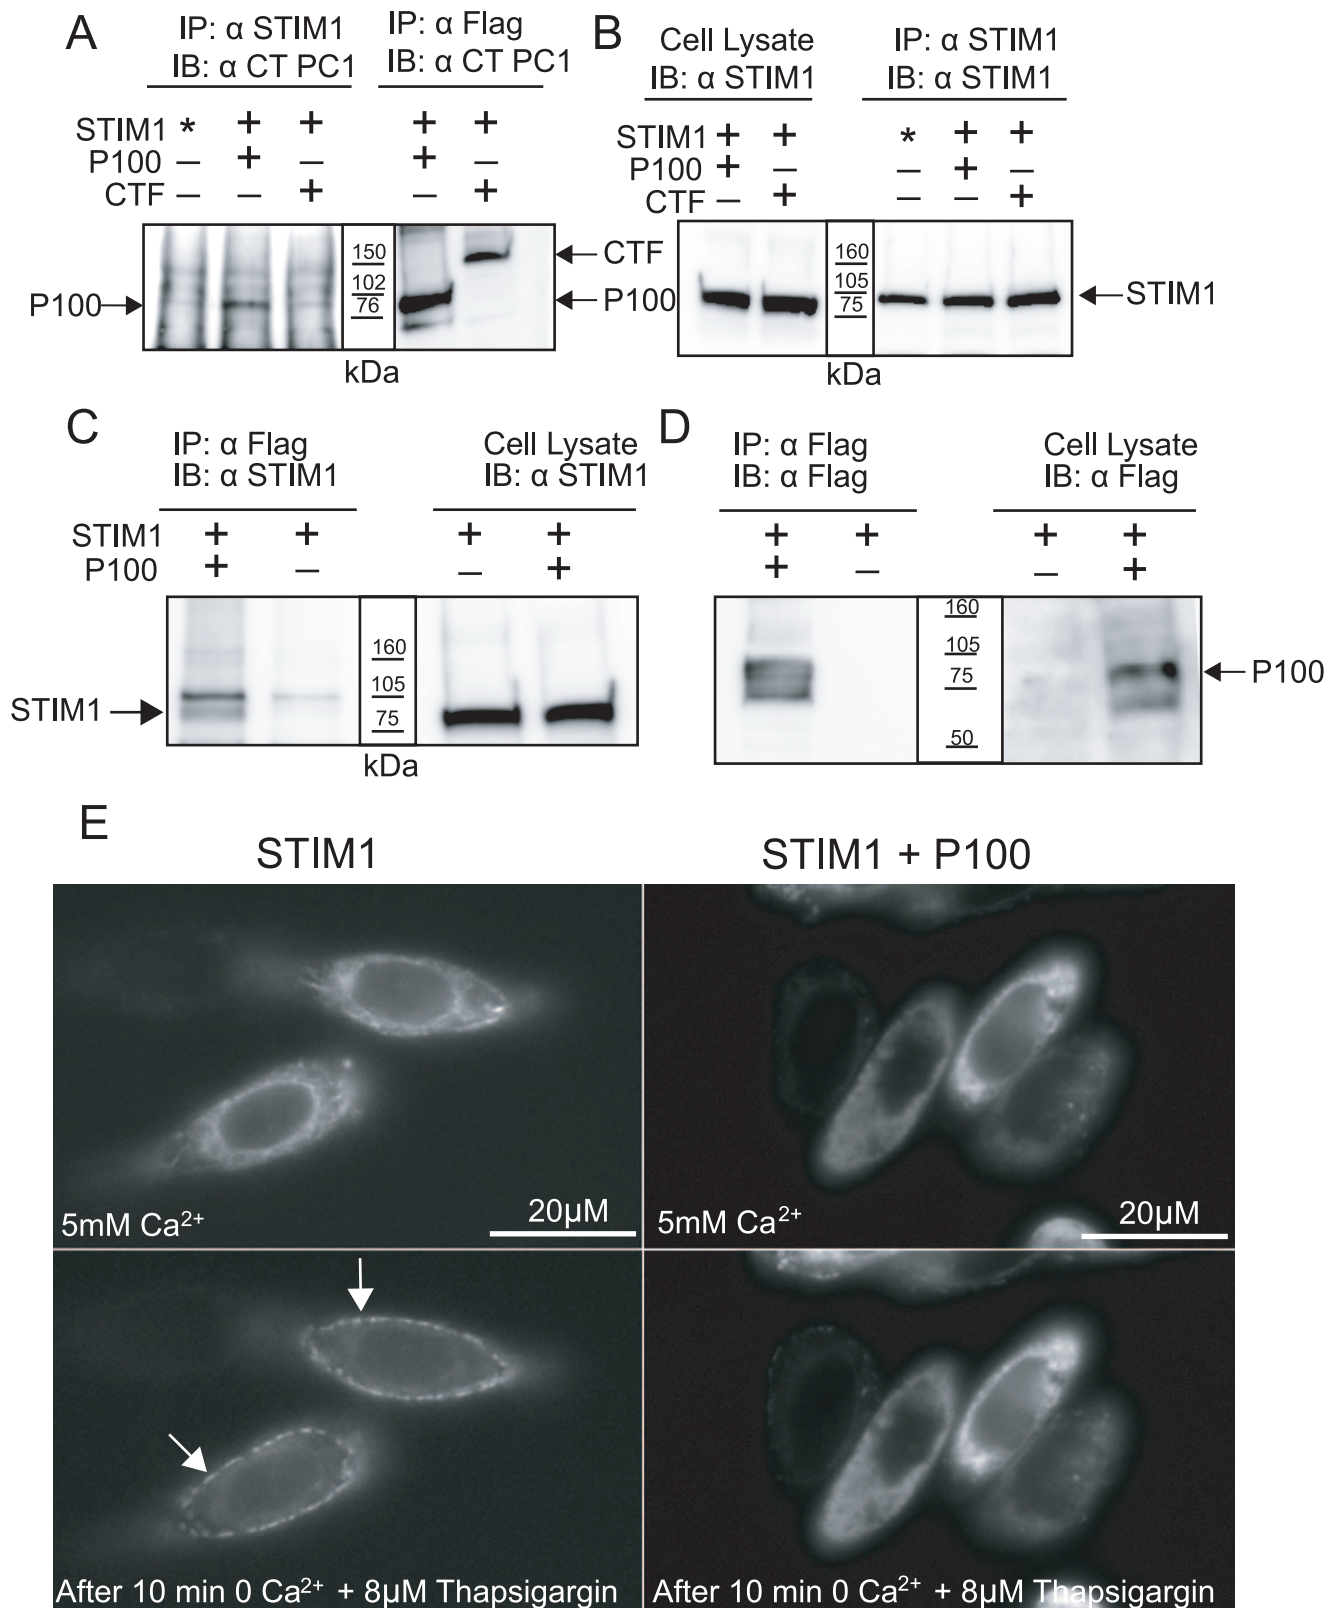 A
IP: α STIM1
IB: α CT PC1
IP: α Flag
IB: α CT PC1
STIM1 * + + + +
P100 – + – + –
CTF – – + – +
150
102
76
P100
CTF
P100
kDa
B
Cell Lysate
IB: α STIM1
IP: α STIM1
IB: α STIM1
STIM1 + + * + +
P100 + – – + –
CTF – + – – +
160
105
75
STIM1
kDa
C
IP: α Flag
IB: α STIM1
Cell Lysate
IB: α STIM1
STIM1 + + + +
P100 + – – +
160
105
75
STIM1
kDa
D
IP: α Flag
IB: α Flag
Cell Lysate
IB: α Flag
+ + + +
+ – – +
160
105
75
50
P100
E
STIM1
STIM1 + P100
5mM Ca²⁺
20µM
5mM Ca²⁺
20µM
After 10 min 0 Ca²⁺ + 8µM Thapsigargin
After 10 min 0 Ca²⁺ + 8µM Thapsigargin